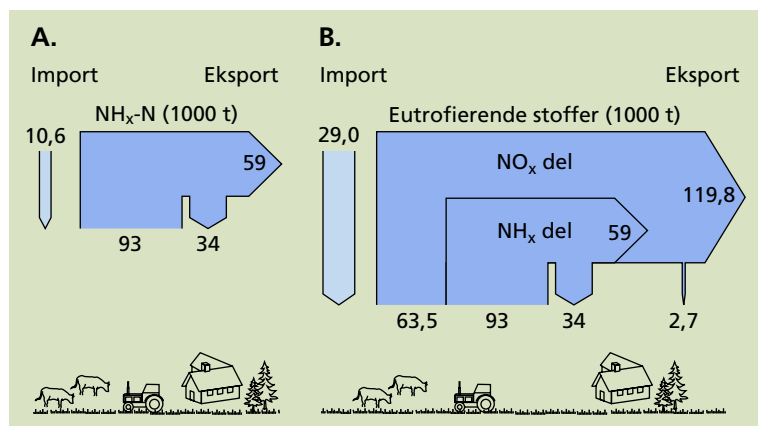 A.
Import Eksport
NHx-N (1000 t)
10,6
59
93 34
B.
Import Eksport
Eutrofierende stoffer (1000 t)
29,0
NOx del
119,8
NHx del 59
63,5 93 34 2,7